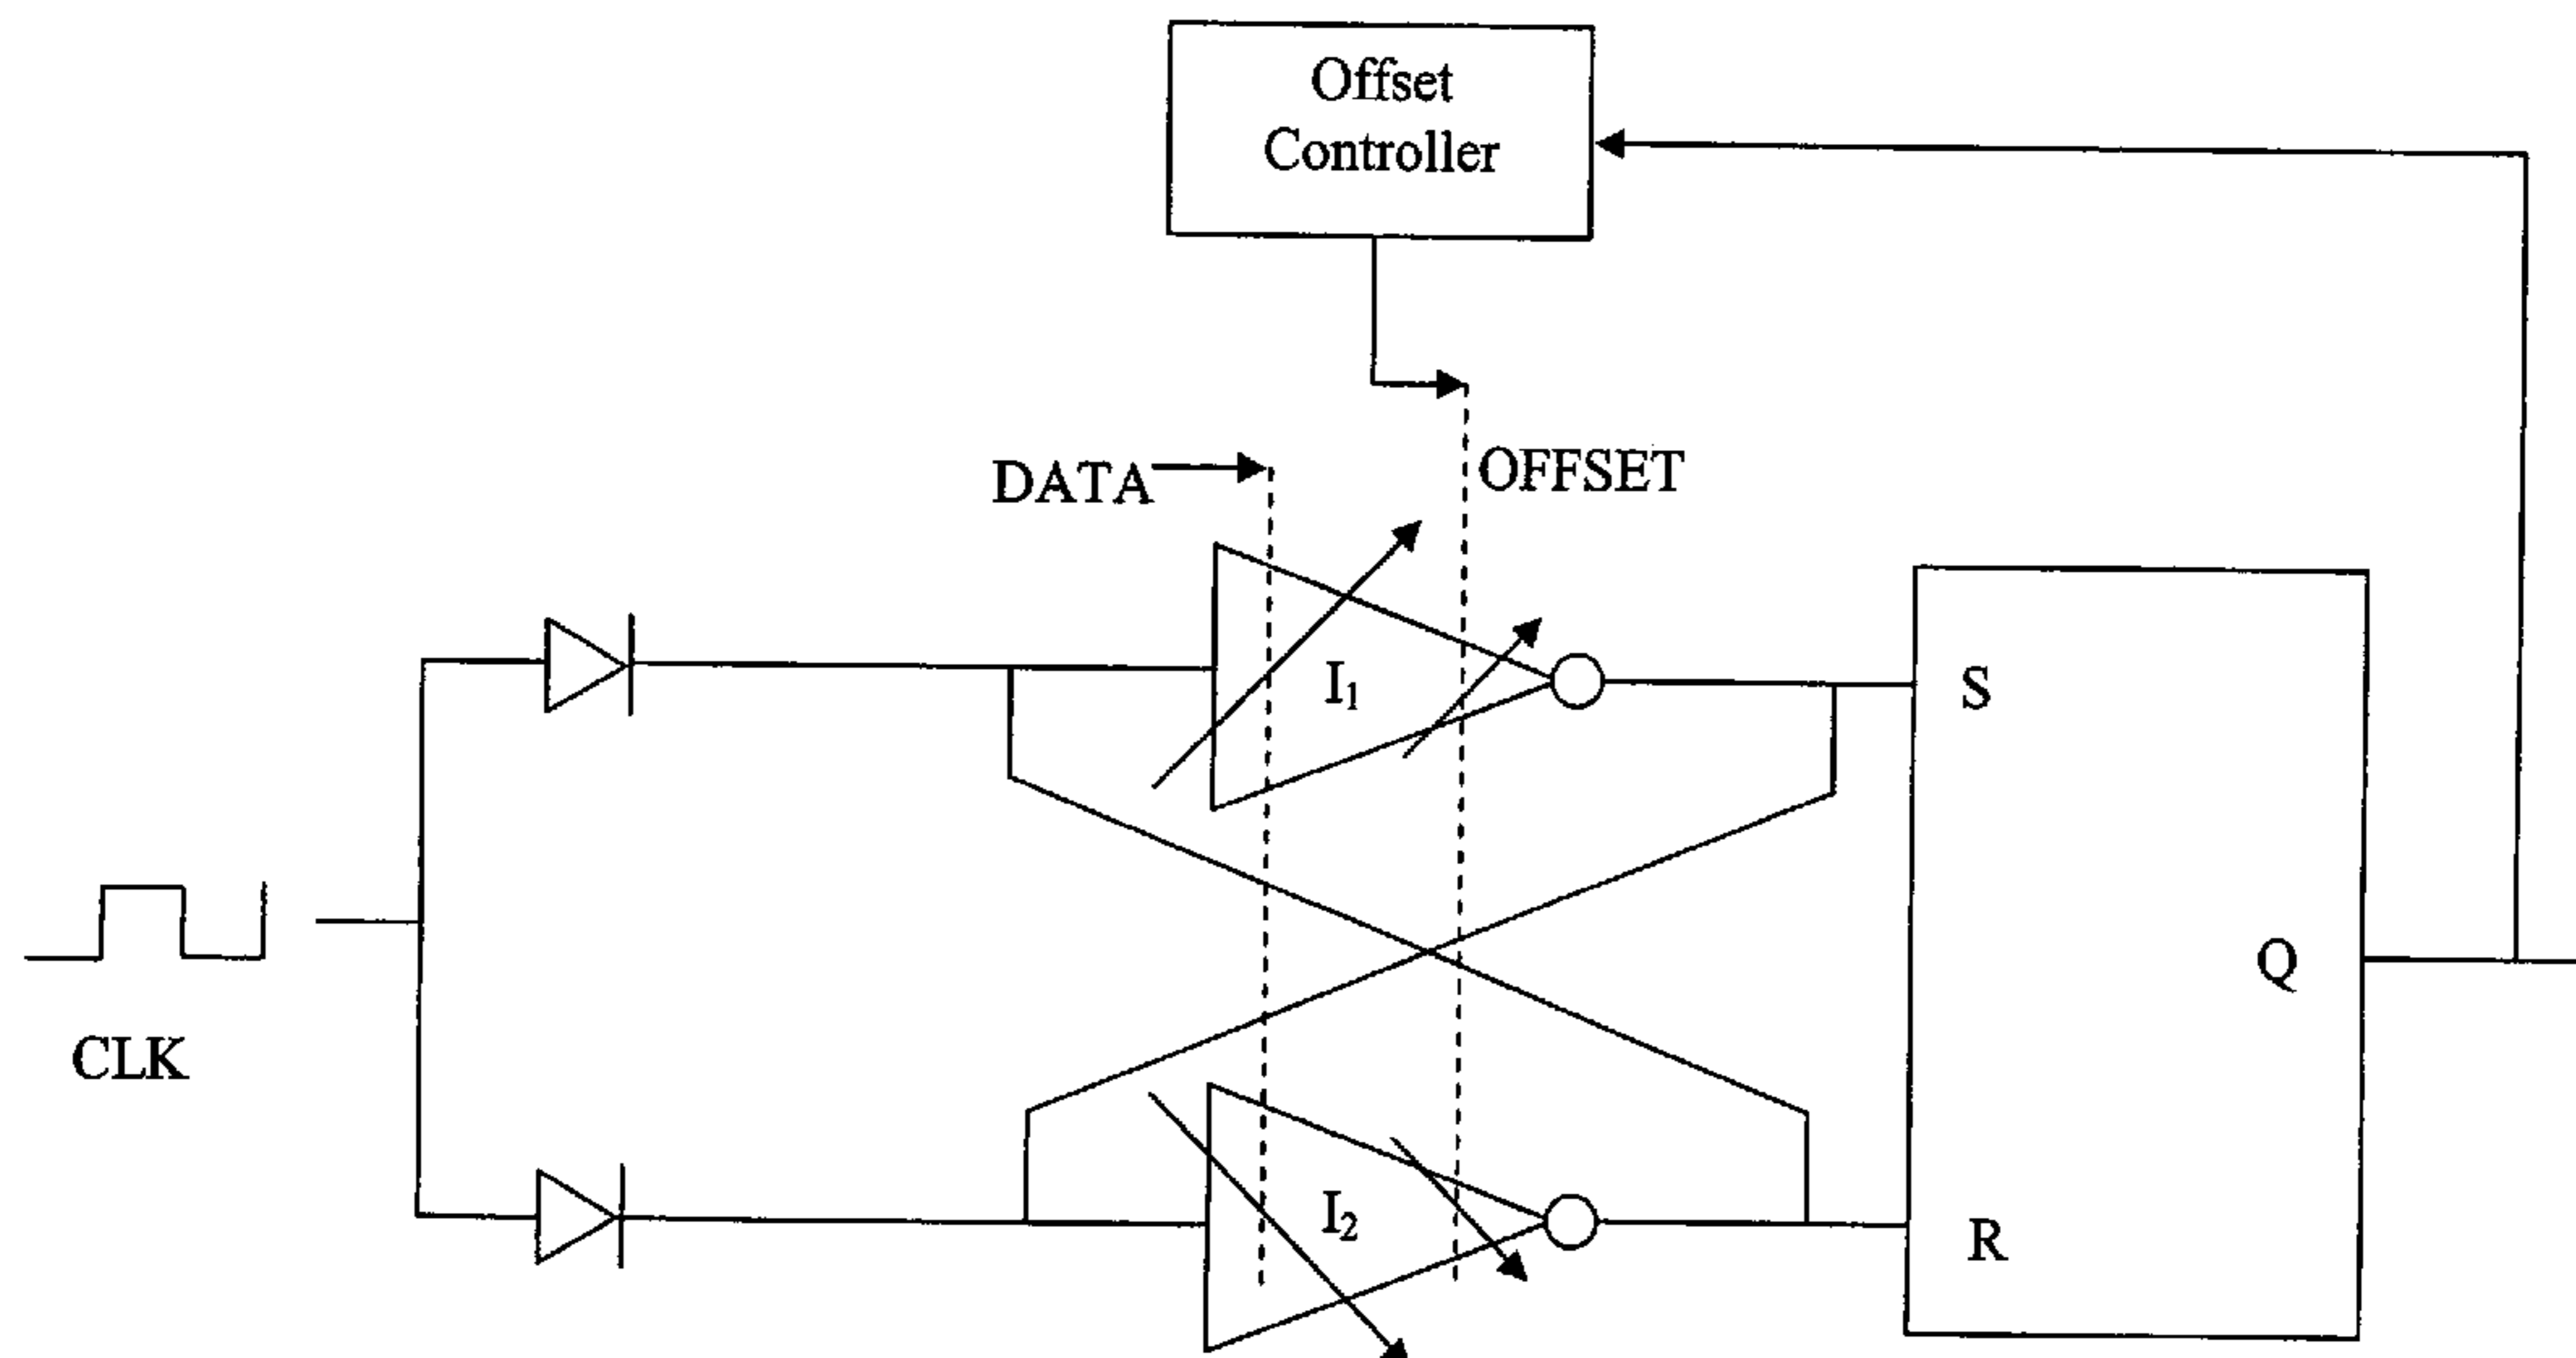 Offset
Controller
DATA
OFFSET
I₁
S
Q
CLK
I₂
R